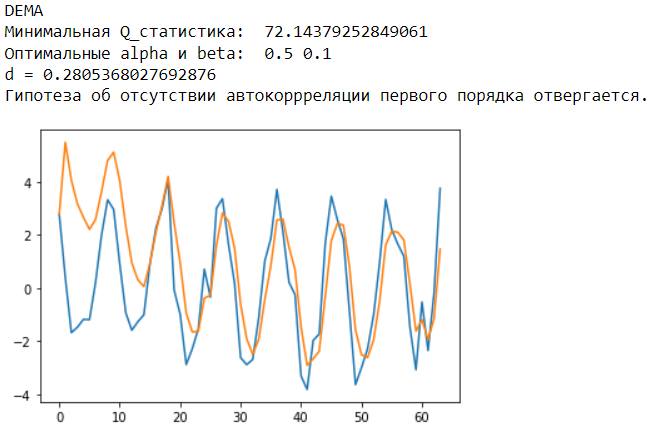 DEMA
Минимальная Q_статистика:  72.14379252849061
Оптимальные alpha и beta:  0.5 0.1
d = 0.2805368027692876
Гипотеза об отсутствии автокоррреляции первого порядка отвергается.
4
2
0
−2
−4
0 10 20 30 40 50 60